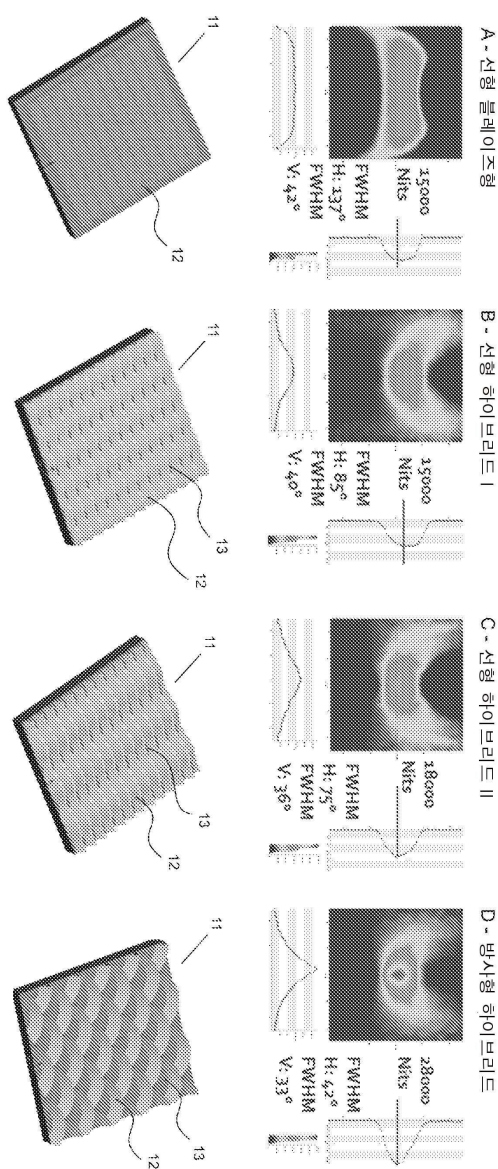 A - 선형 블레이즈형
15000
Nits
FWHM
H: 137°
FWHM
V: 42°
11
12
B - 선형 하이브리드 I
15000
Nits
FWHM
H: 85°
FWHM
V: 40°
11
13
12
C - 선형 하이브리드 II
18000
Nits
FWHM
H: 75°
FWHM
V: 36°
11
13
12
D - 방사형 하이브리드
28000
Nits
FWHM
H: 42°
FWHM
V: 33°
11
13
12